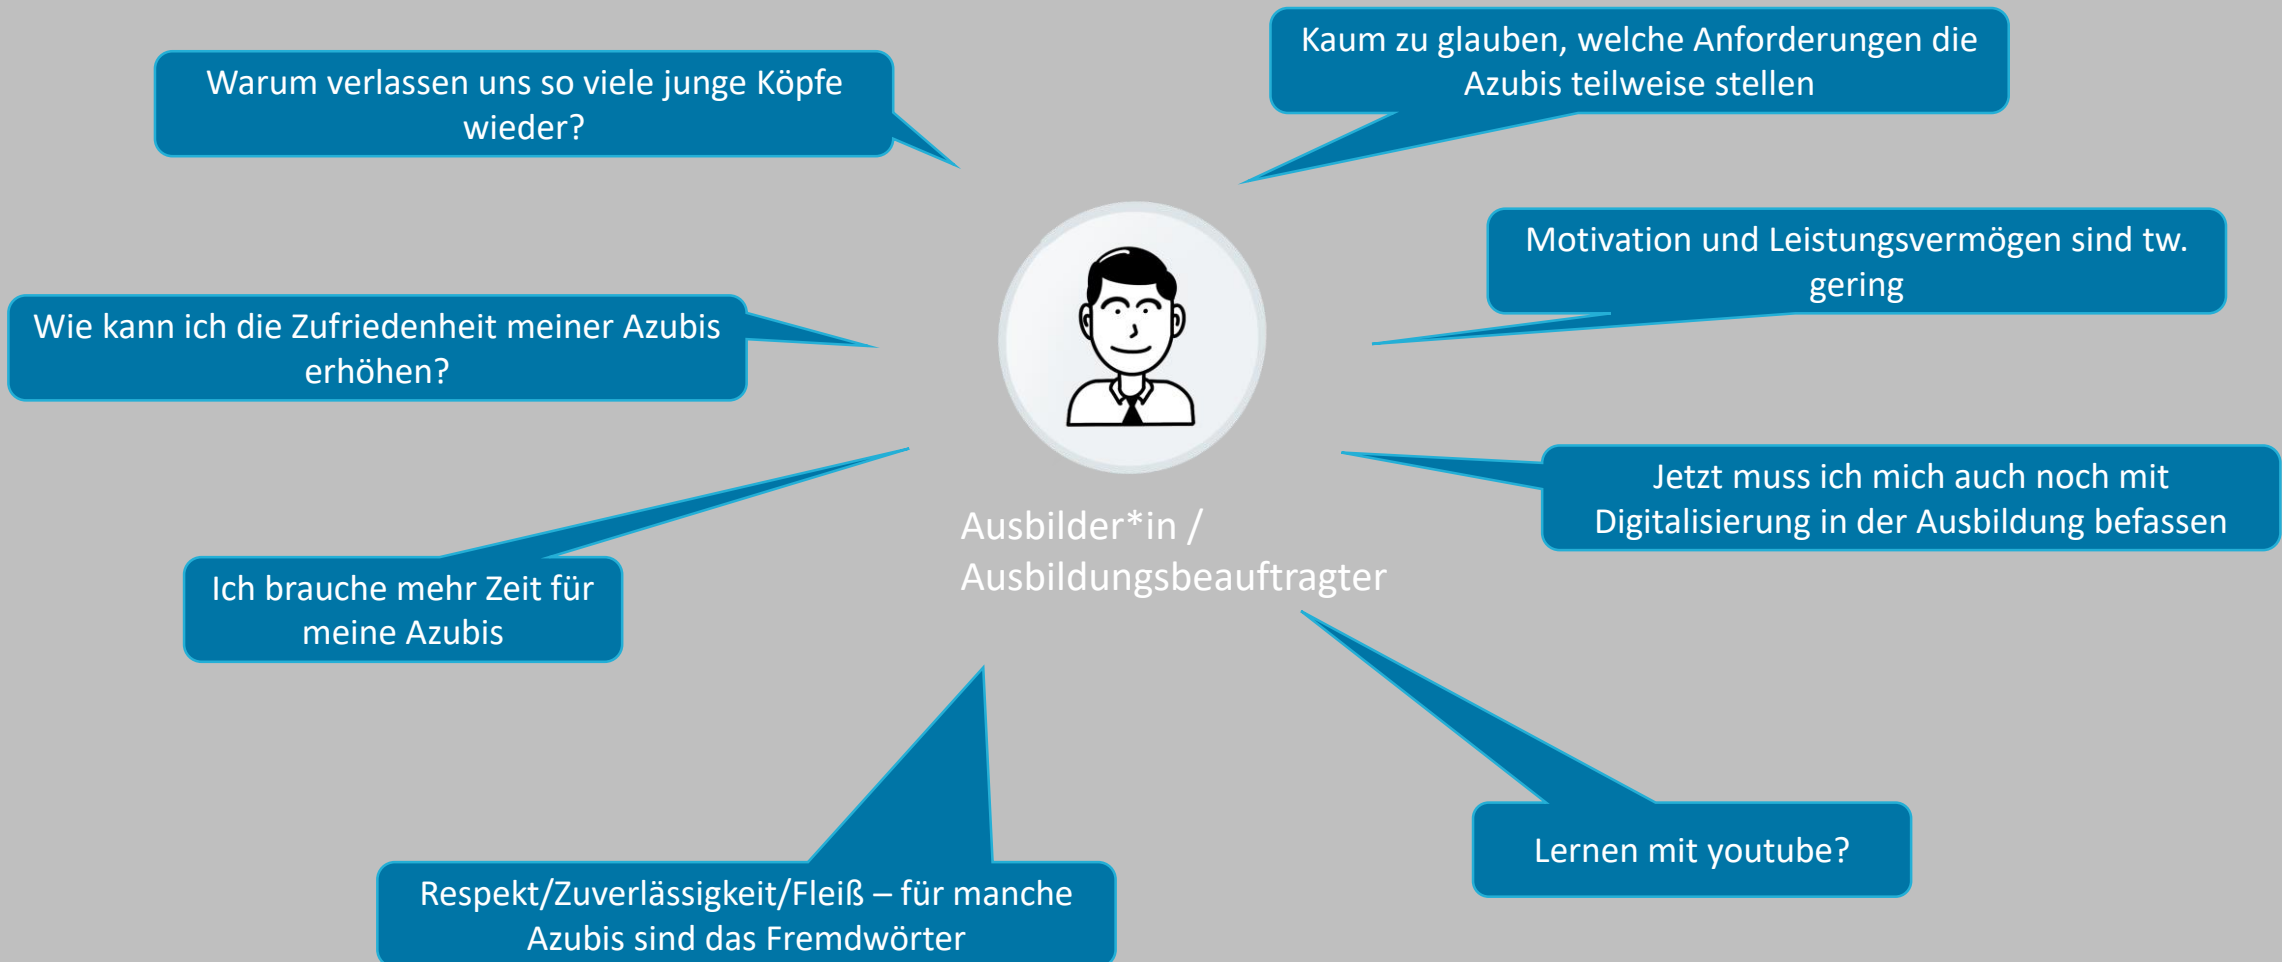 Warum verlassen uns so viele junge Köpfe
wieder?
Kaum zu glauben, welche Anforderungen die
Azubis teilweise stellen
Motivation und Leistungsvermögen sind tw.
gering
Wie kann ich die Zufriedenheit meiner Azubis
erhöhen?
Jetzt muss ich mich auch noch mit
Digitalisierung in der Ausbildung befassen
Ausbilder*in /
Ausbildungsbeauftragter
Ich brauche mehr Zeit für
meine Azubis
Lernen mit youtube?
Respekt/Zuverlässigkeit/Fleiß – für manche
Azubis sind das Fremdwörter